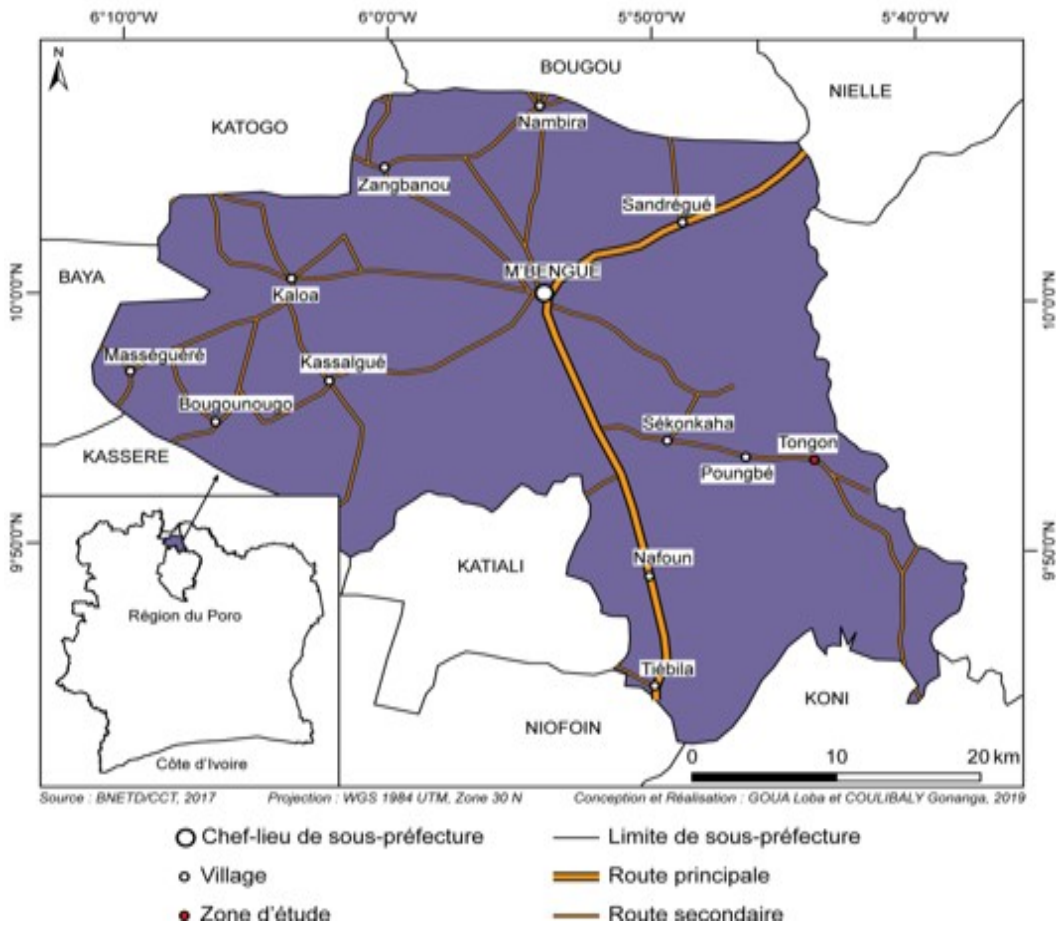 6°10'0"W 6°0'0"W 5°50'0"W 5°40'0"W
N
BOUGOU
NIELLE
KATOGO
Nambira
Zangbanou
Sandrégué
M'BENGUE
BAYA
Kaloa
10°0'0"N
10°0'0"N
Masséguéré
Kassalgué
Bougounougo
Sékonkaha
Tongon
KASSERE
Poungbé
9°50'0"N
9°50'0"N
KATIALI
Nafoun
Région du Poro
Tiébila
KONI
NIOFOIN
Côte d'Ivoire
0 10 20 km
Source : BNETD/CCT, 2017 Projection : WGS 1984 UTM, Zone 30 N Conception et Réalisation : GOUA Loba et COULIBALY Gonanga, 2019
Chef-lieu de sous-préfecture Limite de sous-préfecture
Village Route principale
Zone d'étude Route secondaire